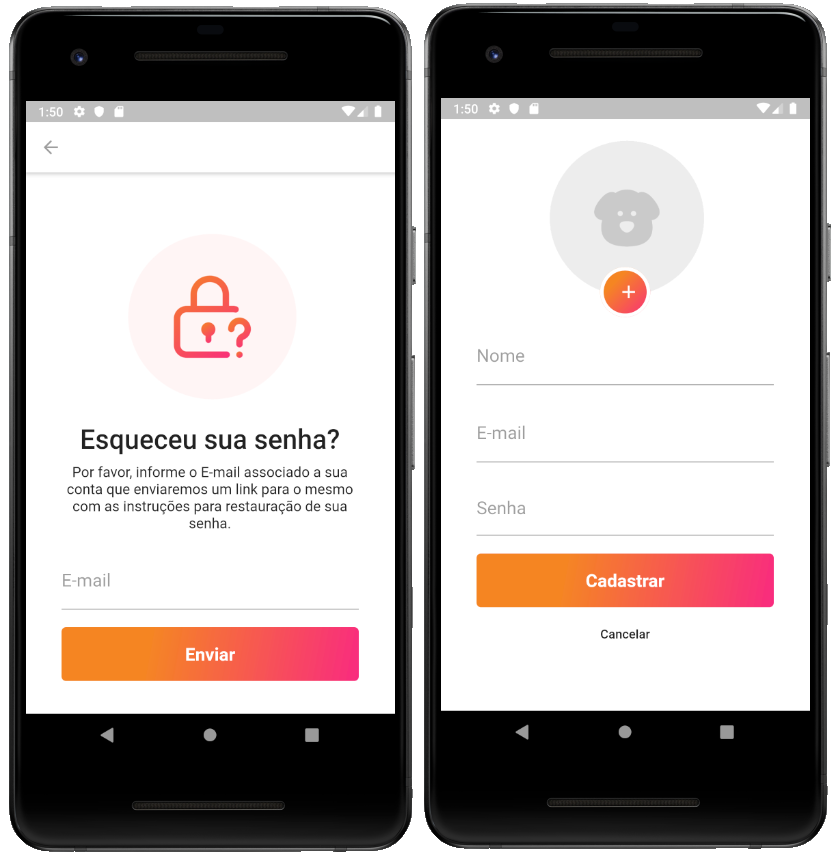 1:50
Esqueceu sua senha?
Por favor, informe o E-mail associado a sua
conta que enviaremos um link para o mesmo
com as instruções para restauração de sua
senha.
E-mail
Enviar
1:50
Nome
E-mail
Senha
Cadastrar
Cancelar